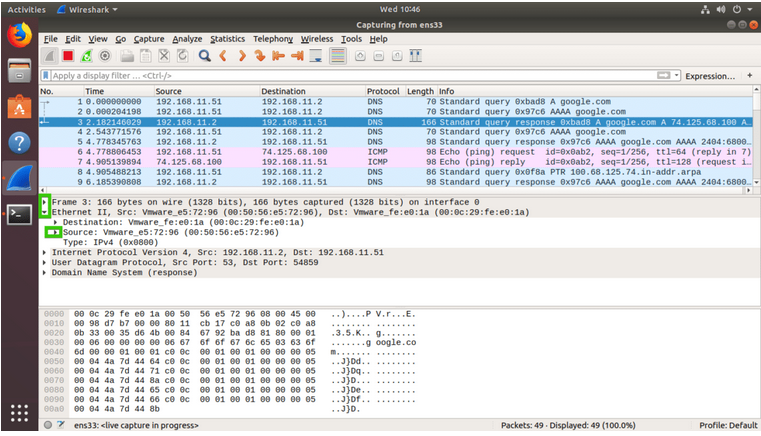 Activities Wireshark Wed 10:46
Capturing from ens33
File Edit View Go Capture Analyze Statistics Telephony Wireless Tools Help
Apply a display filter ... <Ctrl-/> Expression... +
No. Time Source Destination Protocol Length Info
1 0.000000000 192.168.11.51 192.168.11.2 DNS 70 Standard query 0xbad8 A google.com
2 0.000204198 192.168.11.51 192.168.11.2 DNS 70 Standard query 0x97c6 AAAA google.com
3 2.182146029 192.168.11.2 192.168.11.51 DNS 166 Standard query response 0xbad8 A google.com A 74.125.68.100 A...
4 2.543771576 192.168.11.51 192.168.11.2 DNS 70 Standard query 0x97c6 AAAA google.com
5 4.778345763 192.168.11.2 192.168.11.51 DNS 98 Standard query response 0x97c6 AAAA google.com AAAA 2404:6800...
6 4.778806453 192.168.11.51 74.125.68.100 ICMP 98 Echo (ping) request id=0x0ab2, seq=1/256, ttl=64 (reply in 7)
7 4.905139894 74.125.68.100 192.168.11.51 ICMP 98 Echo (ping) reply id=0x0ab2, seq=1/256, ttl=128 (request i...
8 4.905488213 192.168.11.51 192.168.11.2 DNS 86 Standard query 0x0f8a PTR 100.68.125.74.in-addr.arpa
9 6.185390808 192.168.11.2 192.168.11.51 DNS 98 Standard query response 0x97c6 AAAA google.com AAAA 2404:6800...
Frame 3: 166 bytes on wire (1328 bits), 166 bytes captured (1328 bits) on interface 0
Ethernet II, Src: Vmware_e5:72:96 (00:50:56:e5:72:96), Dst: Vmware_fe:e0:1a (00:0c:29:fe:e0:1a)
Destination: Vmware_fe:e0:1a (00:0c:29:fe:e0:1a)
Source: Vmware_e5:72:96 (00:50:56:e5:72:96)
Type: IPv4 (0x0800)
Internet Protocol Version 4, Src: 192.168.11.2, Dst: 192.168.11.51
User Datagram Protocol, Src Port: 53, Dst Port: 54859
Domain Name System (response)
0000 00 0c 29 fe e0 1a 00 50 56 e5 72 96 08 00 45 00 ..)....P V.r...E.
0010 00 98 d7 b7 00 00 80 11 cb 17 c0 a8 0b 02 c0 a8 ........ ........
0020 0b 33 00 35 d6 4b 00 84 67 92 ba d8 81 80 00 01 .3.5.K.. g.......
0030 00 06 00 00 00 00 06 67 6f 6f 67 6c 65 03 63 6f .......g oogle.co
0040 6d 00 00 01 00 01 c0 0c 00 01 00 01 00 00 00 05 m....... ........
0050 00 04 4a 7d 44 64 c0 0c 00 01 00 01 00 00 00 05 ..J}Dd.. ........
0060 00 04 4a 7d 44 71 c0 0c 00 01 00 01 00 00 00 05 ..J}Dq.. ........
0070 00 04 4a 7d 44 8a c0 0c 00 01 00 01 00 00 00 05 ..J}D... ........
0080 00 04 4a 7d 44 65 c0 0c 00 01 00 01 00 00 00 05 ..J}De.. ........
0090 00 04 4a 7d 44 66 c0 0c 00 01 00 01 00 00 00 05 ..J}Df.. ........
00a0 00 04 4a 7d 44 8b ..J}D.
ens33: <live capture in progress> Packets: 49 · Displayed: 49 (100.0%) Profile: Default